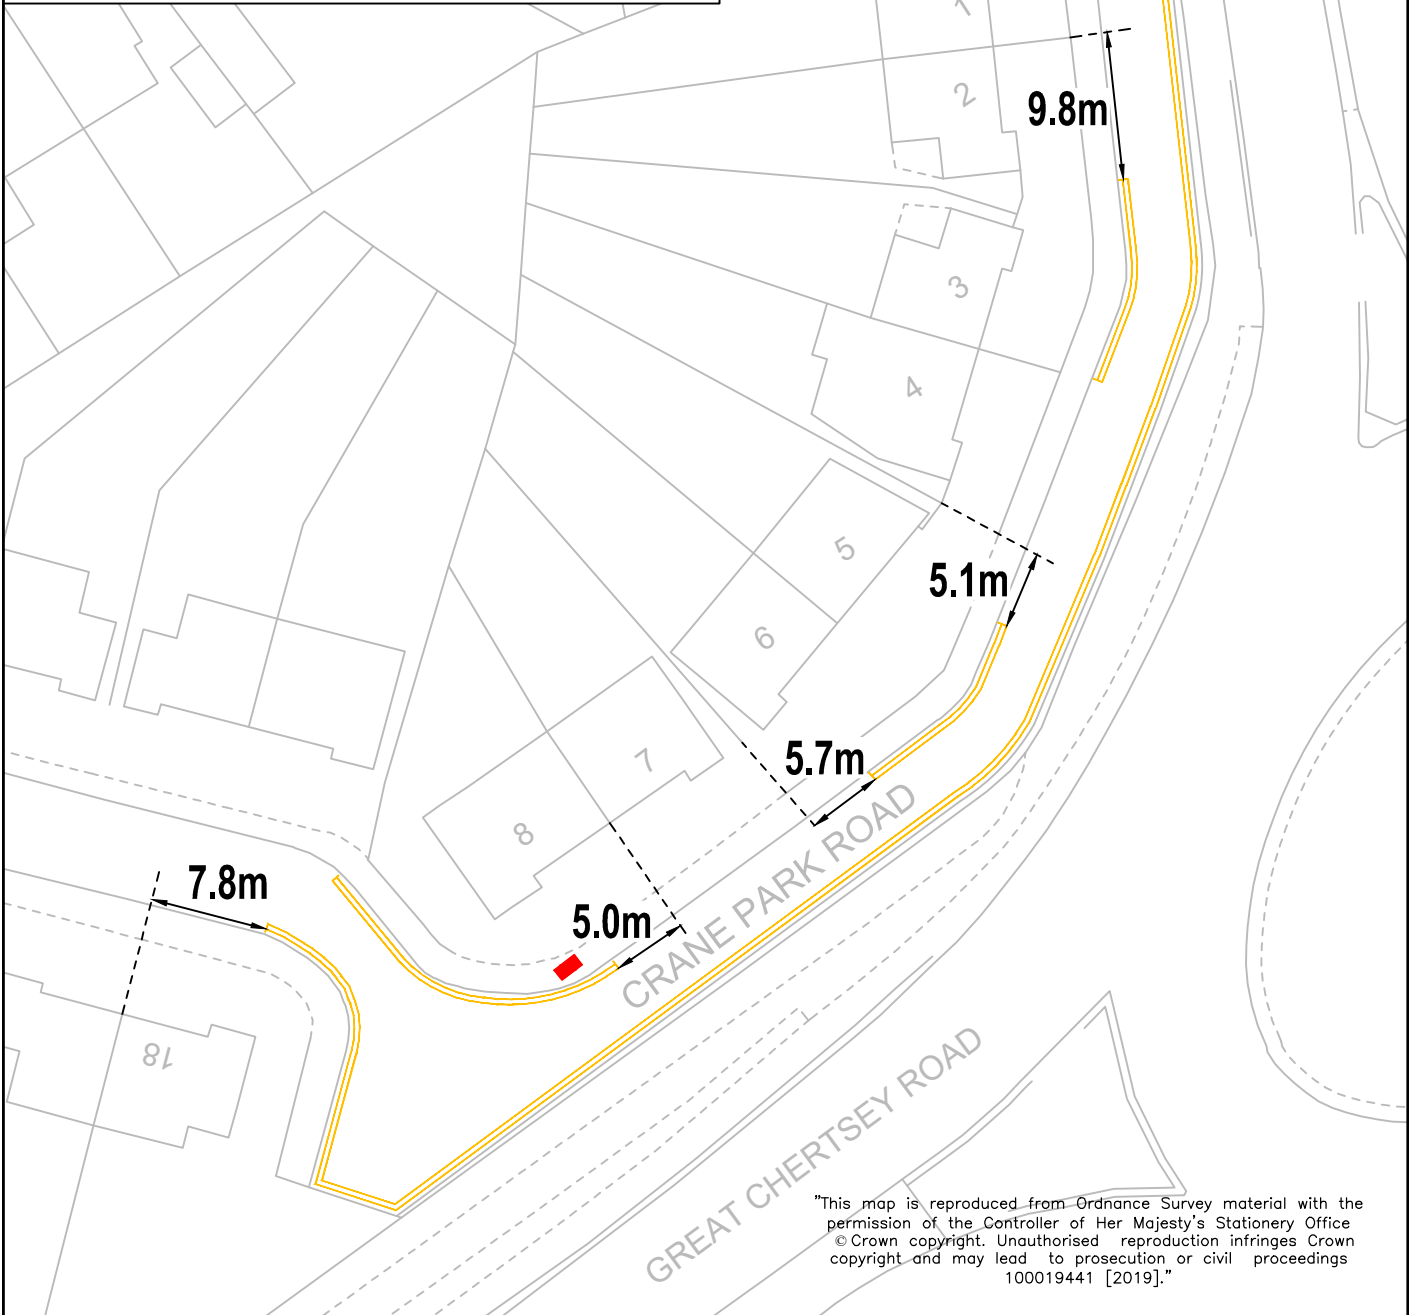 1
2
9.8m
3
4
5
5.1m
6
5.7m
7
8
7.8m
5.0m
CRANE PARK ROAD
18
GREAT CHERTSEY ROAD
"This map is reproduced from Ordnance Survey material with the
permission of the Controller of Her Majesty's Stationery Office
© Crown copyright. Unauthorised reproduction infringes Crown
copyright and may lead to prosecution or civil proceedings
100019441 [2019]."